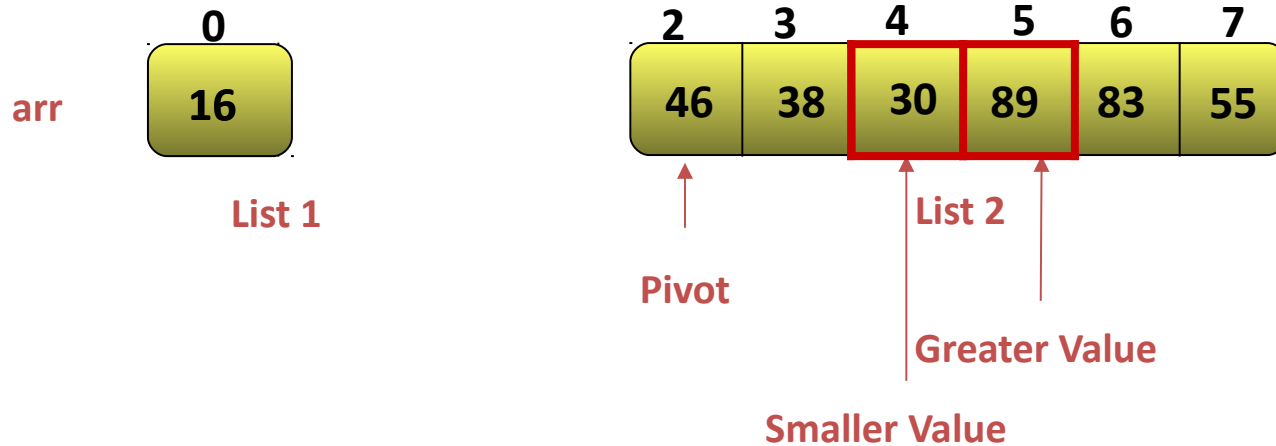 0 2 3 4 5 6 7
arr 16 46 38 30 89 83 55
List 1 List 2
Pivot
Greater Value
Smaller Value